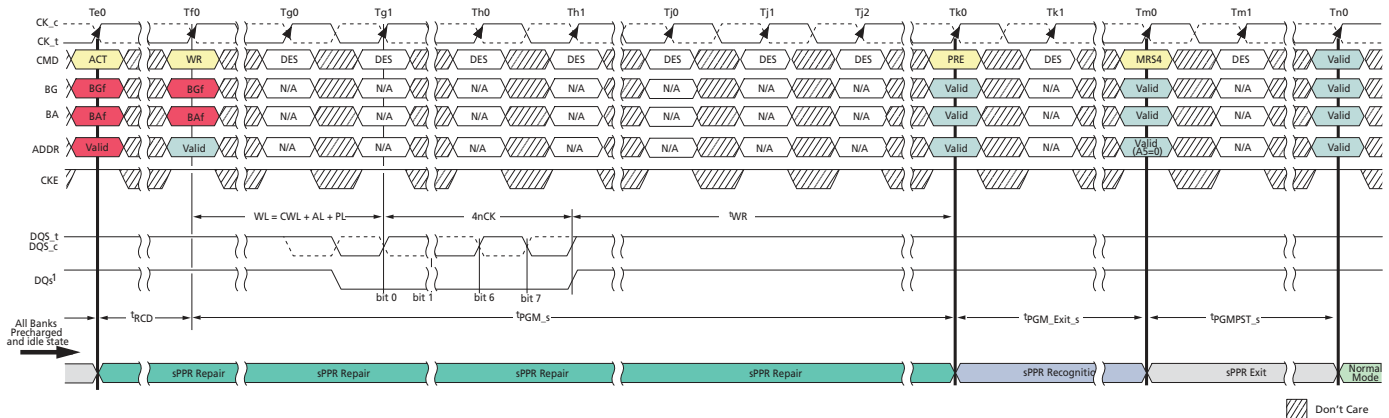 Te0 Tf0 Tg0 Tg1 Th0 Th1 Tj0 Tj1 Tj2 Tk0 Tk1 Tm0 Tm1 Tn0
CK_c
CK_t
CMD ACT WR DES DES DES DES DES DES DES PRE DES MRS4 DES Valid
BG BGf BGf N/A N/A N/A N/A N/A N/A N/A Valid N/A Valid N/A Valid
BA BAf BAf N/A N/A N/A N/A N/A N/A N/A Valid N/A Valid N/A Valid
ADDR Valid Valid N/A N/A N/A N/A N/A N/A N/A Valid N/A Valid (A5=0) N/A Valid
CKE
WL = CWL + AL + PL 4nCK tWR
DQS_t
DQS_c
DQs1
bit 0 bit 1 bit 6 bit 7
All Banks
Precharged
and idle state
tRCD tPGM_s tPGM_Exit_s tPGMPST_s
sPPR Repair sPPR Repair sPPR Repair sPPR Repair sPPR Recognitic sPPR Exit Normal
Mode
Don't Care